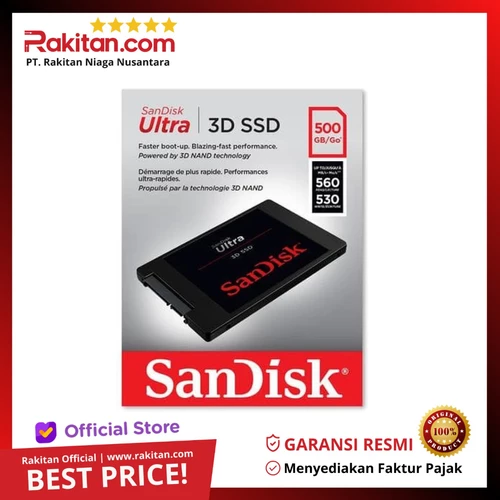 Rakitan.com
PT. Rakitan Niaga Nusantara
SanDisk
Ultra
3D SSD
500
GB/Go*
Faster boot-up. Blazing-fast performance.
Powered by 3D NAND technology
Démarrage de plus rapide. Performances
ultra-rapides.
Propulsé par la technologie 3D NAND
560
530
SanDisk
Ultra
3D SSD
SanDisk
SanDisk®
Official Store
Rakitan Official | www.rakitan.com
BEST PRICE!
GARANSI RESMI
Menyediakan Faktur Pajak
ORIGINAL
100%
PRODUCT